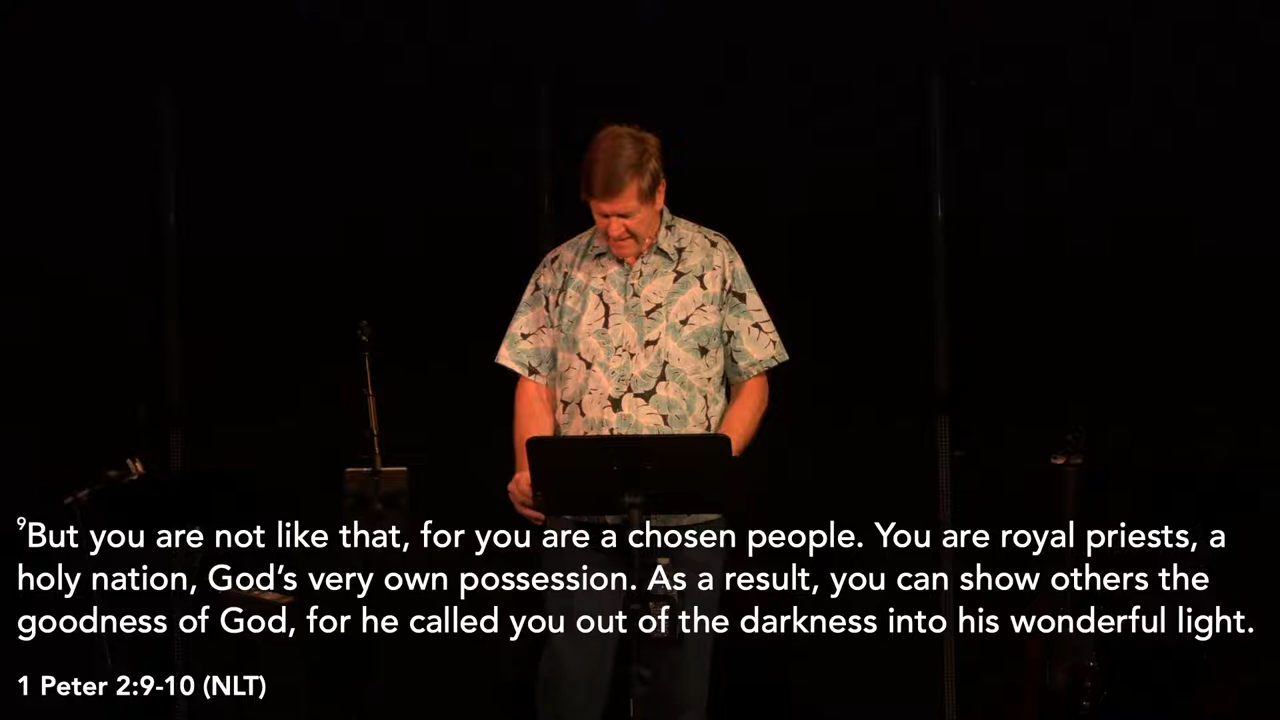 ⁹But you are not like that, for you are a chosen people. You are royal priests, a
holy nation, God’s very own possession. As a result, you can show others the
goodness of God, for he called you out of the darkness into his wonderful light.
1 Peter 2:9-10 (NLT)